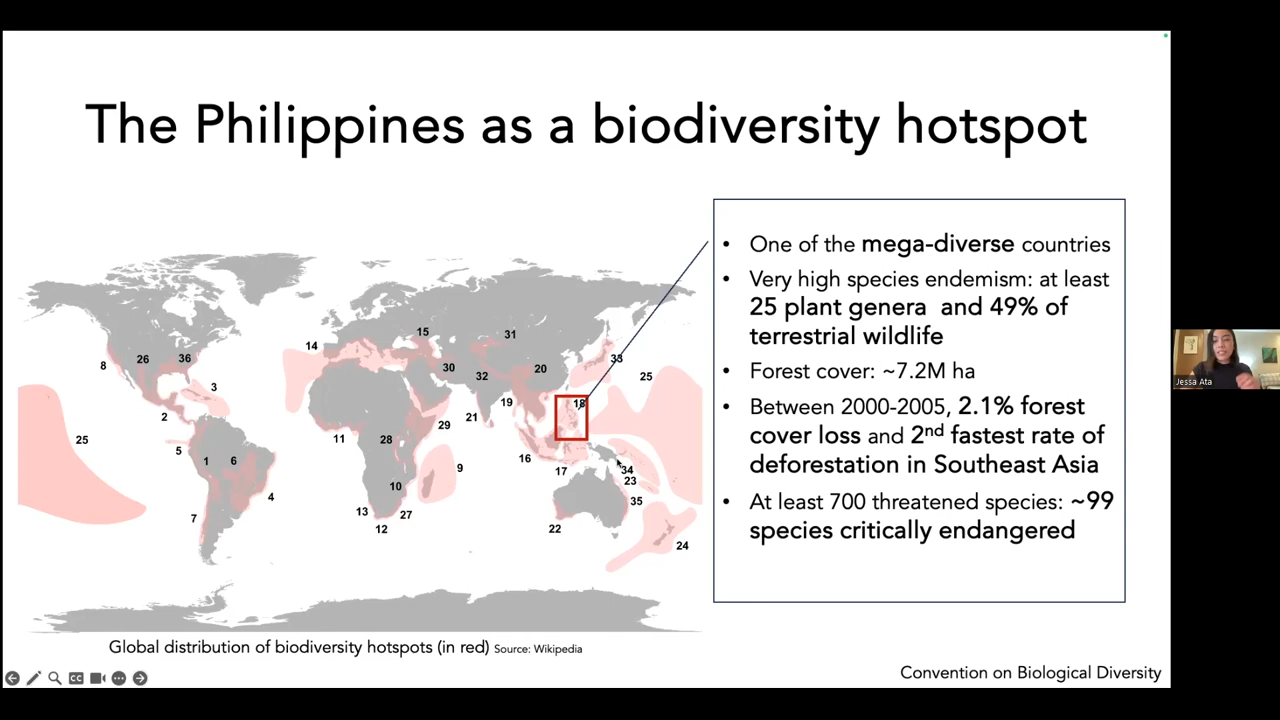 The Philippines as a biodiversity hotspot
• One of the mega-diverse countries
• Very high species endemism: at least
25 plant genera and 49% of
terrestrial wildlife
• Forest cover: ~7.2M ha
• Between 2000-2005, 2.1% forest
cover loss and 2nd fastest rate of
deforestation in Southeast Asia
• At least 700 threatened species: ~99
species critically endangered
15
31
14
26
36
33
8
30
20
32
25
3
18
19
2
21
29
25
11
28
5
1
6
16
9
17
34
23
10
4
35
13
27
7
12
22
24
Global distribution of biodiversity hotspots (in red) Source: Wikipedia
Convention on Biological Diversity
CC
Jessa Ata